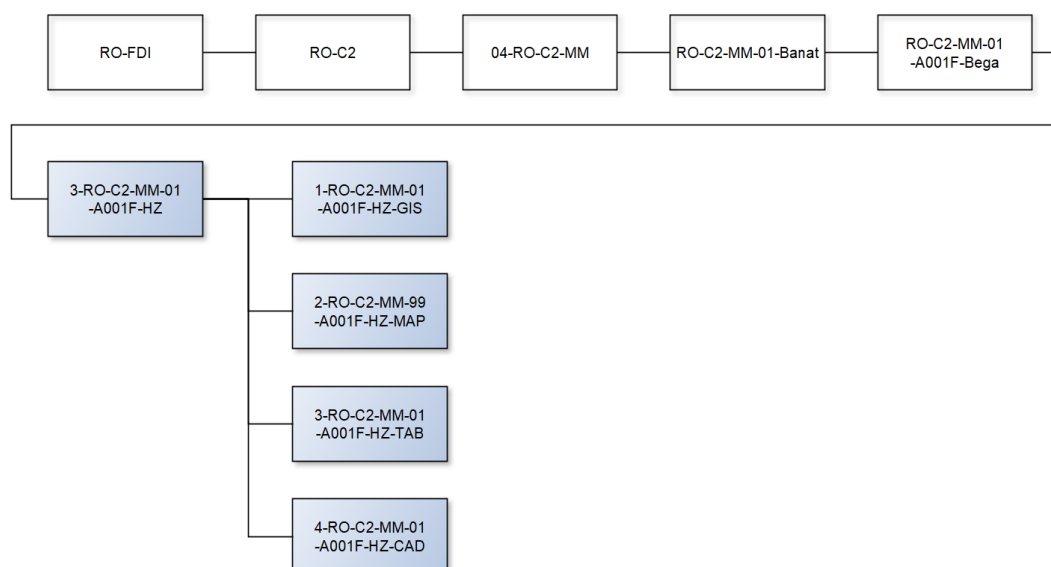 RO-FDI
RO-C2
04-RO-C2-MM
RO-C2-MM-01-Banat
RO-C2-MM-01
-A001F-Bega
3-RO-C2-MM-01
-A001F-HZ
1-RO-C2-MM-01
-A001F-HZ-GIS
2-RO-C2-MM-99
-A001F-HZ-MAP
3-RO-C2-MM-01
-A001F-HZ-TAB
4-RO-C2-MM-01
-A001F-HZ-CAD